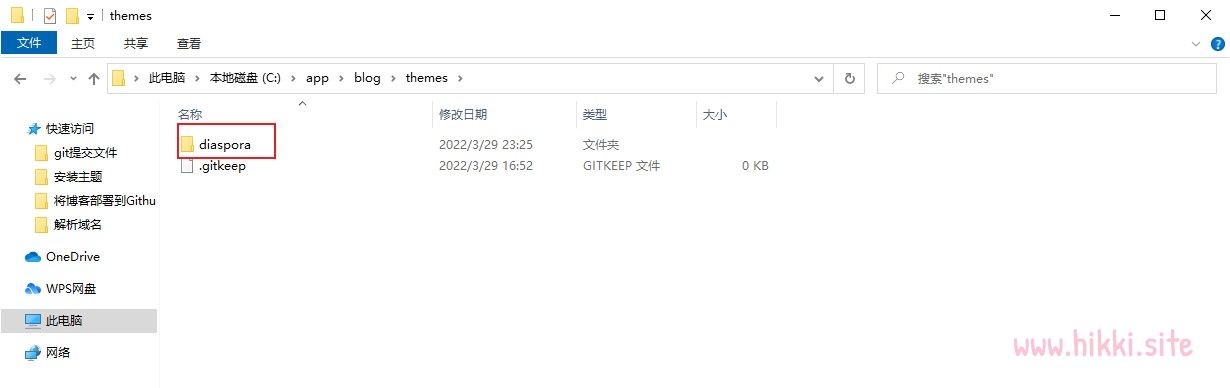 themes
文件 主页 共享 查看
此电脑 本地磁盘 (C:) app blog themes 搜索"themes"
名称 修改日期 类型 大小
快速访问
git提交文件
安装主题
将博客部署到Githu
解析域名
OneDrive
WPS网盘
此电脑
网络
diaspora 2022/3/29 23:25 文件夹
.gitkeep 2022/3/29 16:52 GITKEEP 文件 0 KB
www.hikki.site